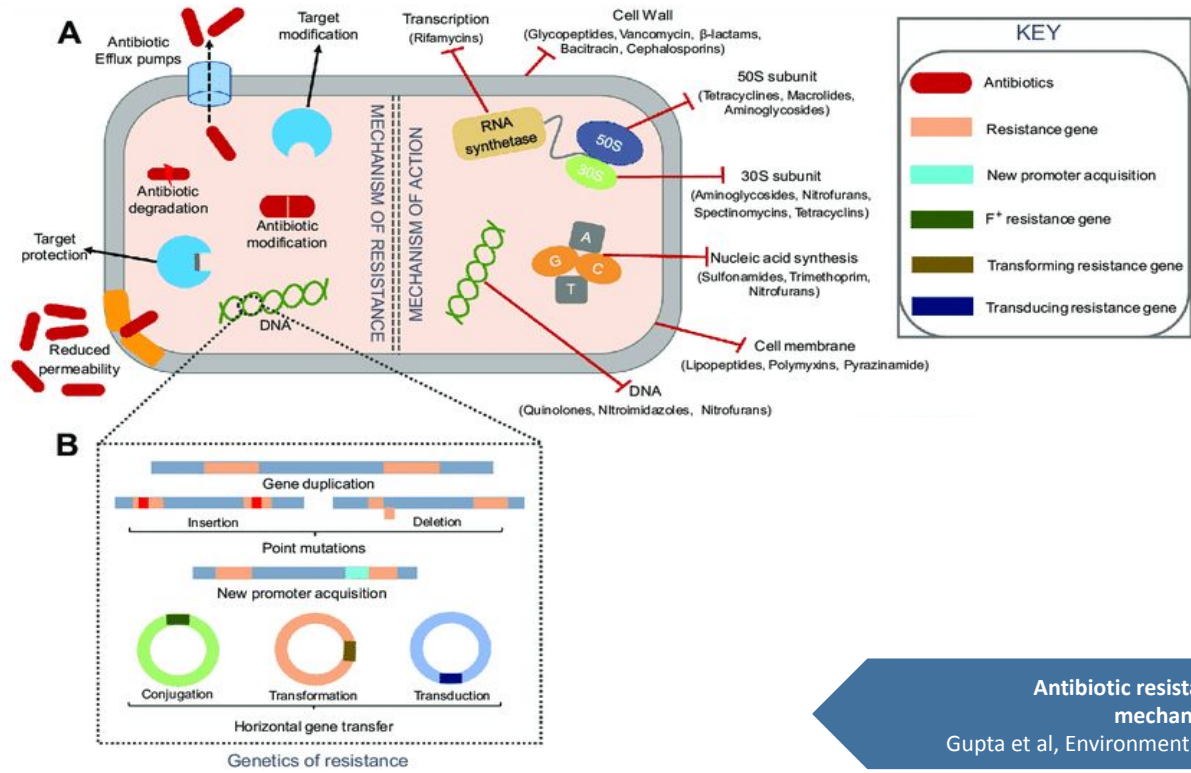 A
Antibiotic
Efflux pumps
Target
modification
Transcription
(Rifamycins)
Cell Wall
(Glycopeptides, Vancomycin, β-lactams,
Bacitracin, Cephalosporins)
50S subunit
(Tetracyclines, Macrolides,
Aminoglycosides)
RNA
synthetase
50S
30S
30S subunit
(Aminoglycosides, Nitrofurans,
Spectinomycins, Tetracyclins)
MECHANISM OF RESISTANCE
MECHANISM OF ACTION
Antibiotic
degradation
Antibiotic
modification
Target
protection
A
G
C
T
Nucleic acid synthesis
(Sulfonamides, Trimethoprim,
Nitrofurans)
DNA
Reduced
permeability
Cell membrane
(Lipopeptides, Polymyxins, Pyrazinamide)
DNA
(Quinolones, NItroimidazoles, Nitrofurans)
KEY
Antibiotics
Resistance gene
New promoter acquisition
F+ resistance gene
Transforming resistance gene
Transducing resistance gene
B
Gene duplication
Insertion
Deletion
Point mutations
New promoter acquisition
Conjugation
Transformation
Transduction
Horizontal gene transfer
Genetics of resistance
Antibiotic resista
mechan
Gupta et al, Environment